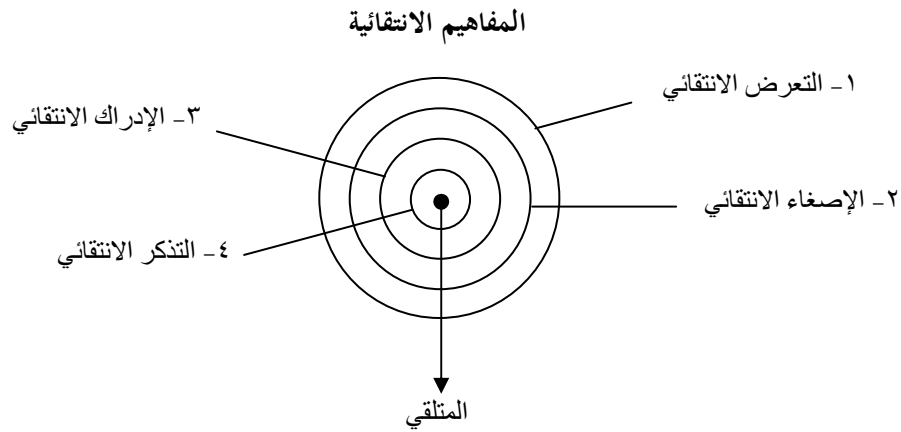 المفاهيم الانتقائية
١- التعرض الانتقائي
٣- الإدراك الانتقائي
٢- الإصغاء الانتقائي
٤- التذكر الانتقائي
المتلقي